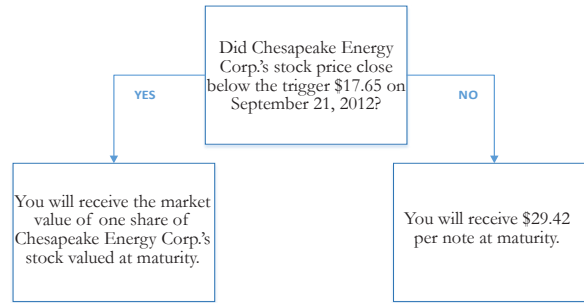 Did Chesapeake Energy
Corp.'s stock price close
below the trigger $17.65 on
September 21, 2012?
YES
NO
You will receive the market
value of one share of
Chesapeake Energy Corp.'s
stock valued at maturity.
You will receive $29.42
per note at maturity.